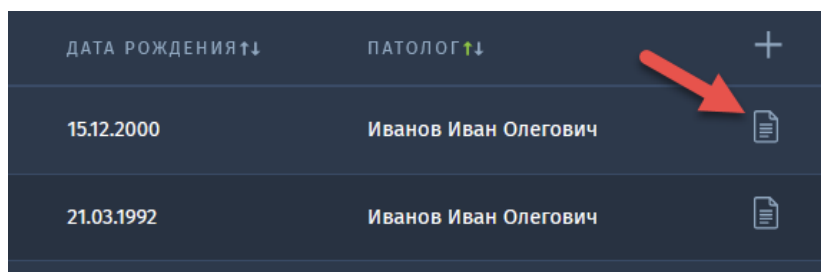 ДАТА РОЖДЕНИЯ↑↓ ПАТОЛОГ↑↓ +
15.12.2000 Иванов Иван Олегович
21.03.1992 Иванов Иван Олегович